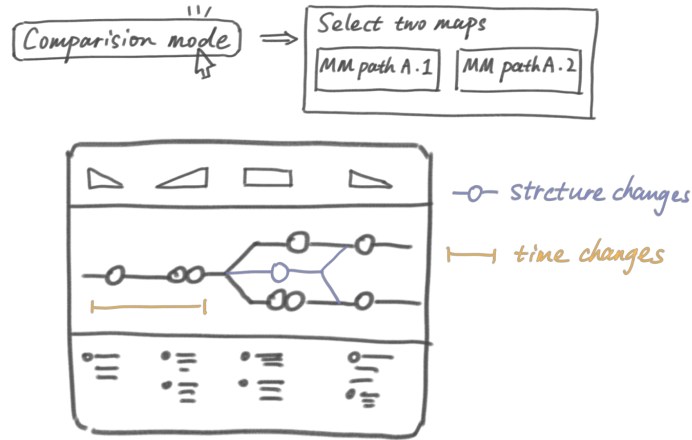 Comparision mode
Select two maps
MM path A.1
MM path A.2
strcture changes
time changes